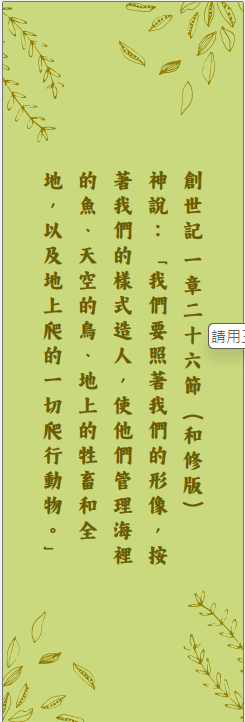 創世記 一章二十六節（和修版）
神說：「我們要照著我們的形像，按
著我們的樣式造人，使他們管理海裡
的魚、天空的鳥、地上的牲畜和全
地，以及地上爬的一切爬行動物。」
請用